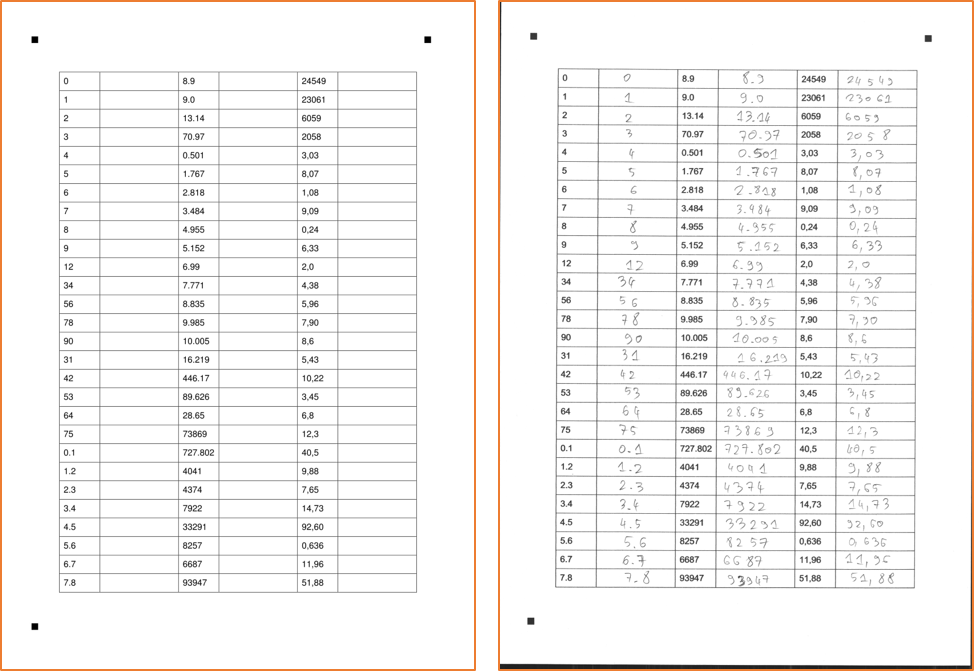 0 8.9 24549
1 9.0 23061
2 13.14 6059
3 70.97 2058
4 0.501 3,03
5 1.767 8,07
6 2.818 1,08
7 3.484 9,09
8 4.955 0,24
9 5.152 6,33
12 6.99 2,0
34 7.771 4,38
56 8.835 5,96
78 9.985 7,90
90 10.005 8,6
31 16.219 5,43
42 446.17 10,22
53 89.626 3,45
64 28.65 6,8
75 73869 12,3
0.1 727.802 40,5
1.2 4041 9,88
2.3 4374 7,65
3.4 7922 14,73
4.5 33291 92,60
5.6 8257 0,636
6.7 6687 11,96
7.8 93947 51,88
0 0 8.9 8.9 24549 24549
1 1 9.0 9.0 23061 23061
2 2 13.14 13.14 6059 6059
3 3 70.97 70.97 2058 2058
4 4 0.501 0.501 3,03 3,03
5 5 1.767 1.767 8,07 8,07
6 6 2.818 2.818 1,08 1,08
7 7 3.484 3.484 9,09 9,09
8 8 4.955 4.955 0,24 0,24
9 9 5.152 5.152 6,33 6,33
12 12 6.99 6.99 2,0 2,0
34 34 7.771 7.771 4,38 4,38
56 56 8.835 8.835 5,96 5,96
78 78 9.985 9.985 7,90 7,90
90 90 10.005 10.005 8,6 8,6
31 31 16.219 16.219 5,43 5,43
42 42 446.17 446.17 10,22 10,22
53 53 89.626 89.626 3,45 3,45
64 64 28.65 28.65 6,8 6,8
75 75 73869 73869 12,3 12,3
0.1 0.1 727.802 727.802 40,5 40,5
1.2 1.2 4041 4041 9,88 9,88
2.3 2.3 4374 4374 7,65 7,65
3.4 3.4 7922 7922 14,73 14,73
4.5 4.5 33291 33291 92,60 92,60
5.6 5.6 8257 8257 0,636 0,636
6.7 6.7 6687 6687 11,96 11,96
7.8 7.8 93947 93947 51,88 51,88